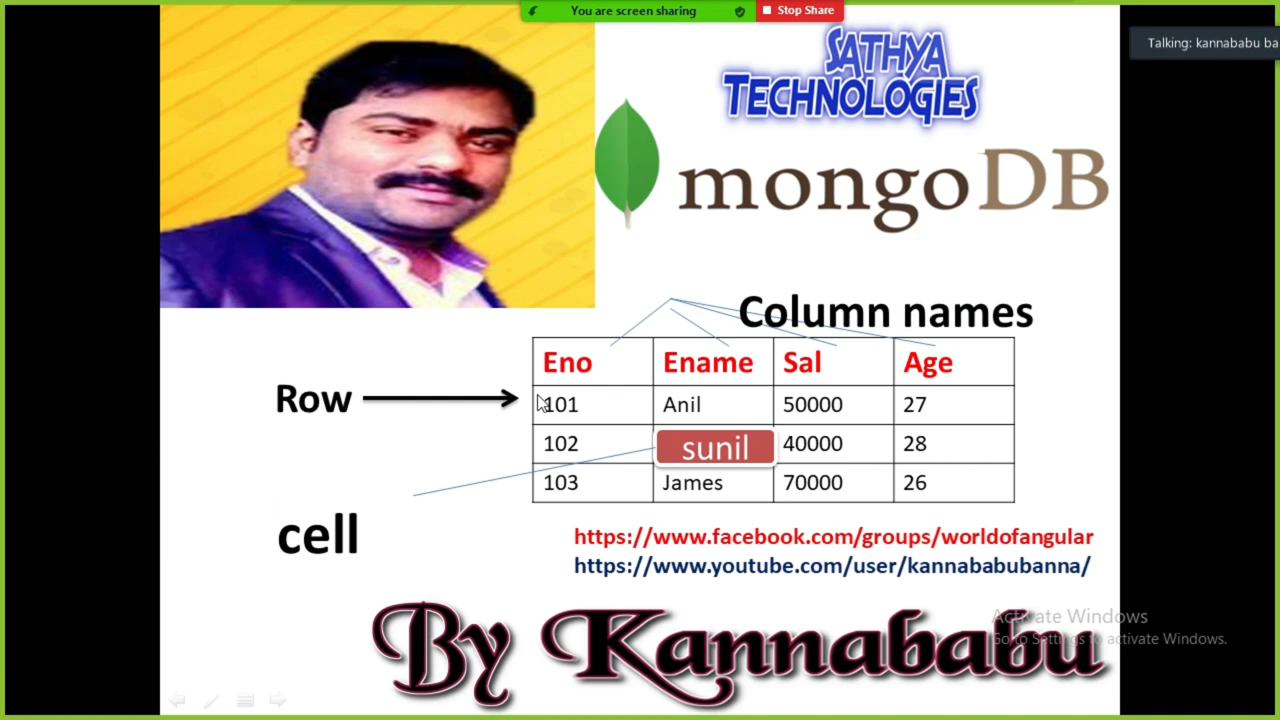 You are screen sharing
Stop Share
Talking: kannababu ba
SATHYA
TECHNOLOGIES
mongoDB
Column names
Eno Ename Sal Age
Row
101 Anil 50000 27
102 sunil 40000 28
103 James 70000 26
cell
https://www.facebook.com/groups/worldofangular
https://www.youtube.com/user/kannababubanna/
By Kannababu
Activate Windows
Go to Settings to activate Windows.